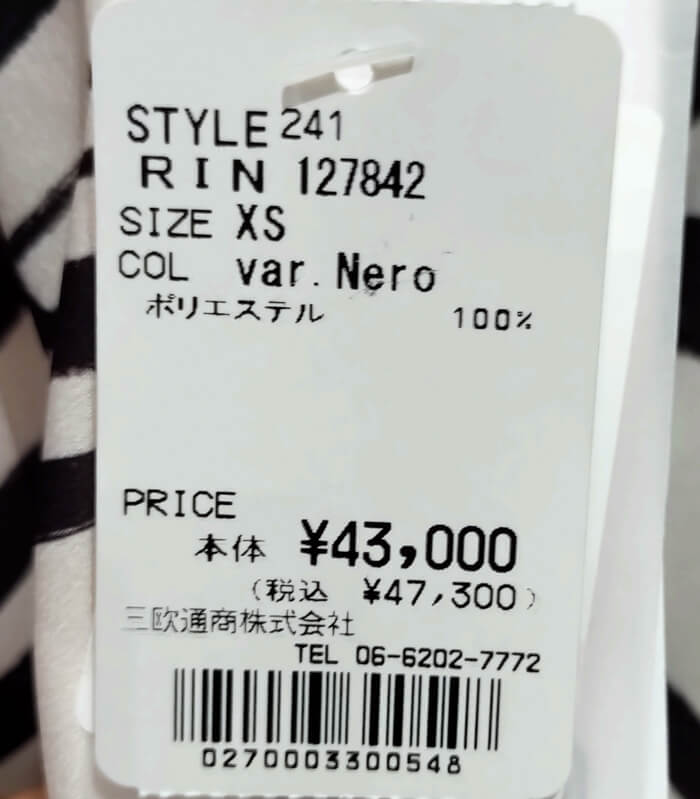 STYLE 241
RIN 127842
SIZE XS
COL var. Nero
ポリエステル 100%
PRICE
本体 ¥43,000
(税込 ¥47,300)
三欧通商株式会社
TEL 06-6202-7772
0270003300548